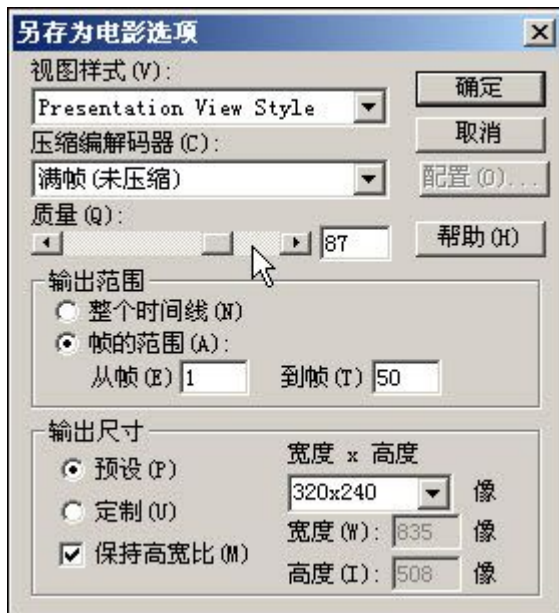 另存为电影选项
视图样式(V):
Presentation View Style
确定
压缩编解码器(C):
取消
满帧(未压缩)
配置(O)...
质量(Q):
87
帮助(H)
输出范围
整个时间线(N)
帧的范围(A):
从帧(E) 1 到帧(T) 50
输出尺寸
预设(P)
宽度 x 高度
320x240 像
定制(U)
宽度(W): 835 像
保持高宽比(M)
高度(I): 508 像